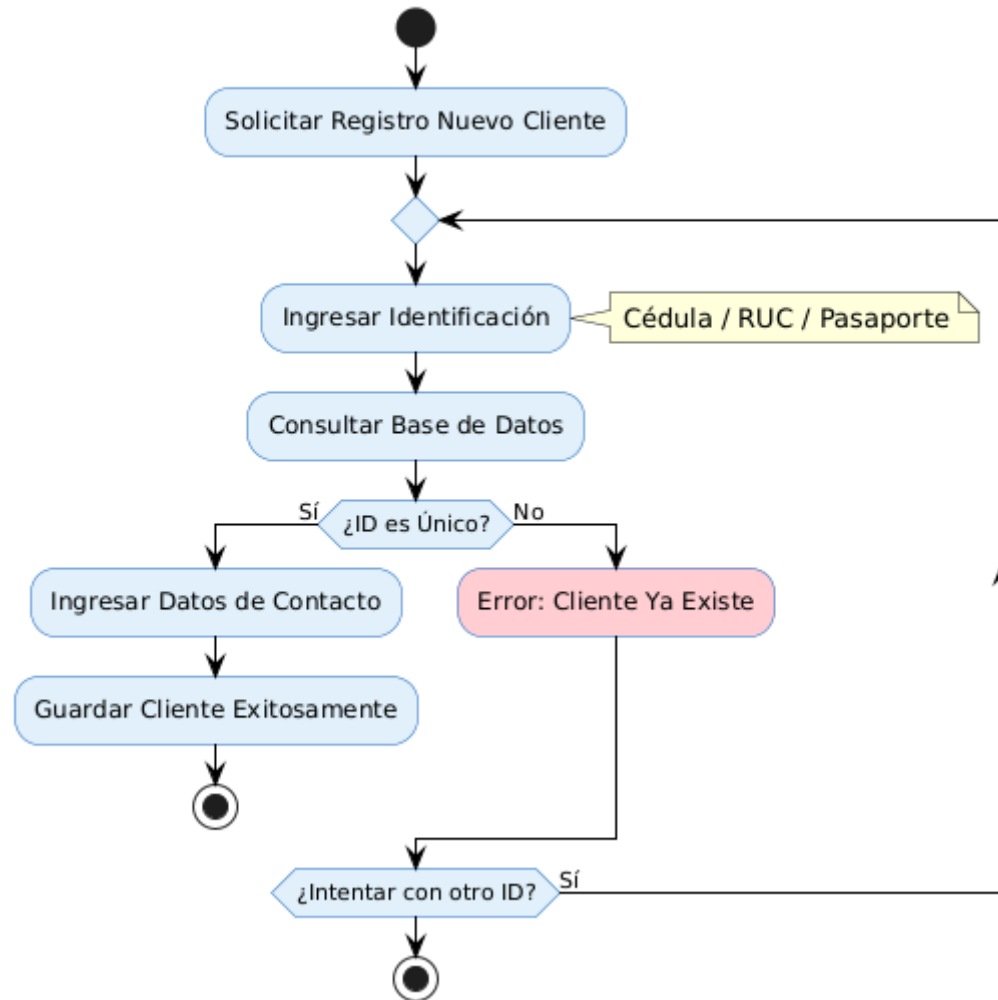 Solicitar Registro Nuevo Cliente
Ingresar Identificación
Cédula / RUC / Pasaporte
Consultar Base de Datos
Sí
¿ID es Único?
No
Ingresar Datos de Contacto
Error: Cliente Ya Existe
Guardar Cliente Exitosamente
¿Intentar con otro ID?
Sí